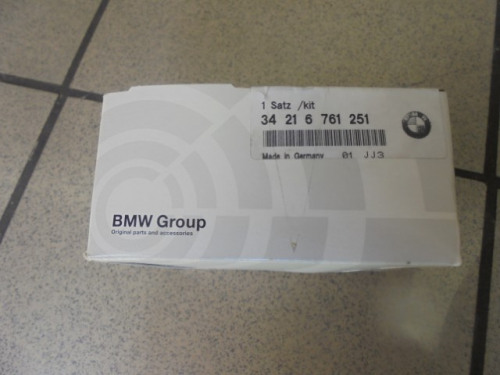 1 Satz /kit
34 21 6 761 251
Made in Germany 01 JJ3
BMW Group
Original parts and accessories